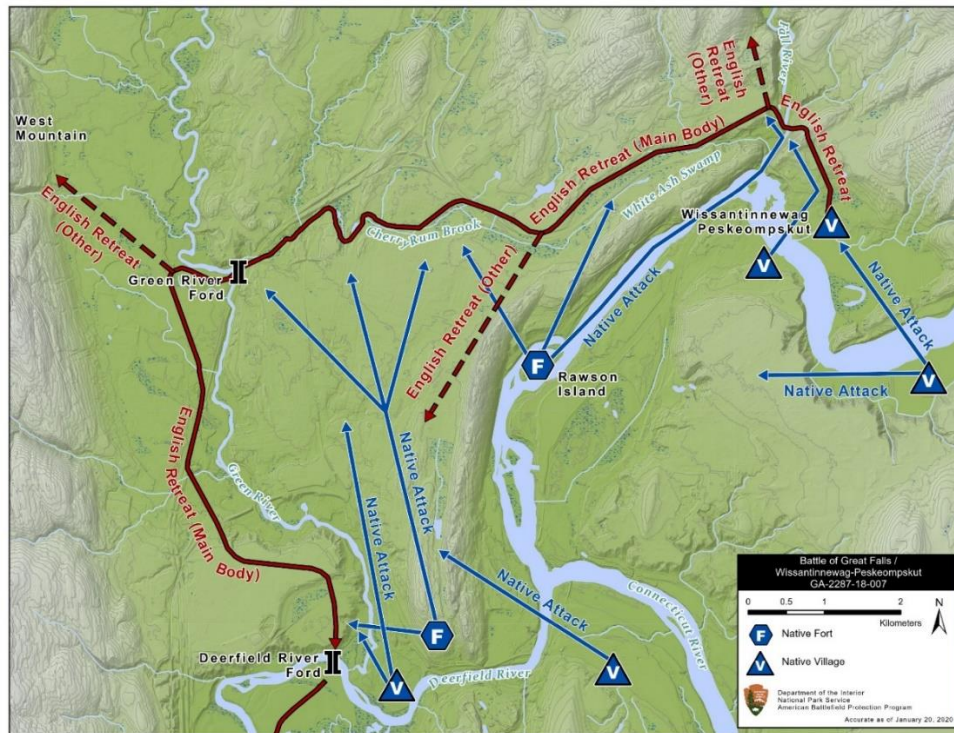 West
Mountain
English
Retreat
(Other)
Fall River
English Retreat
English Retreat (Main Body)
White Ash Swamp
Cherry Rum Brook
Wissantinnewag
Peskeompskut
V
V
English Retreat
(Other)
Green River
Ford
English Retreat (Other)
Native Attack
Native Attack
F
Rawson
Island
Native Attack
V
English Retreat (Main Body)
Green River
Native Attack
Native Attack
Native Attack
Connecticut River
F
Deerfield River
Ford
V
Deerfield River
V
Battle of Great Falls /
Wissantinnewag-Peskeompskut
GA-2287-18-007
0 0.5 1 2
Kilometers
N
F Native Fort
V Native Village
Department of the Interior
National Park Service
American Battlefield Protection Program
Accurate as of January 20, 2020